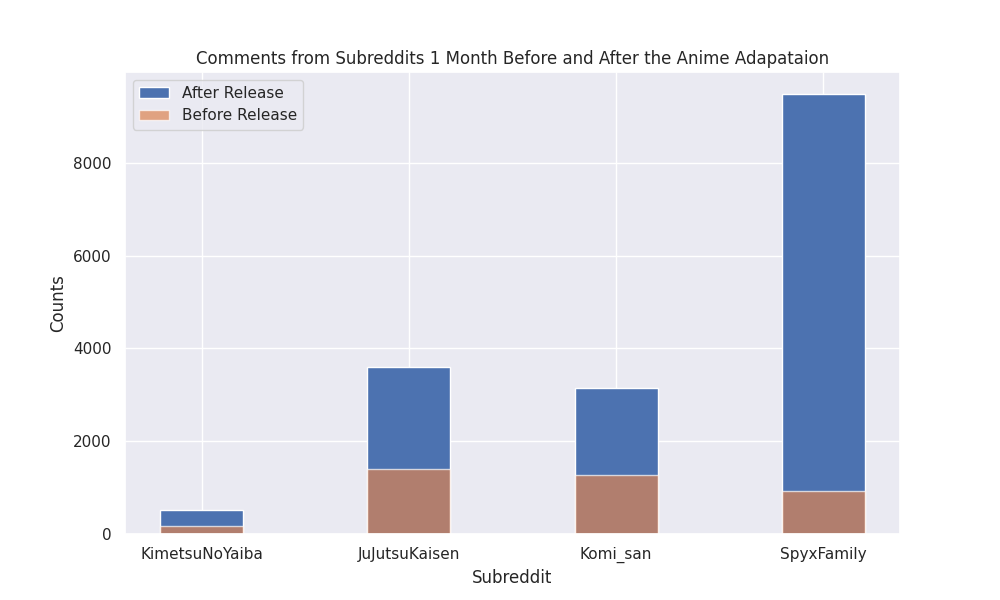 Comments from Subreddits 1 Month Before and After the Anime Adapataion
After Release
Before Release
8000
6000
4000
2000
0
Counts
KimetsuNoYaiba
JuJutsuKaisen
Komi_san
SpyxFamily
Subreddit